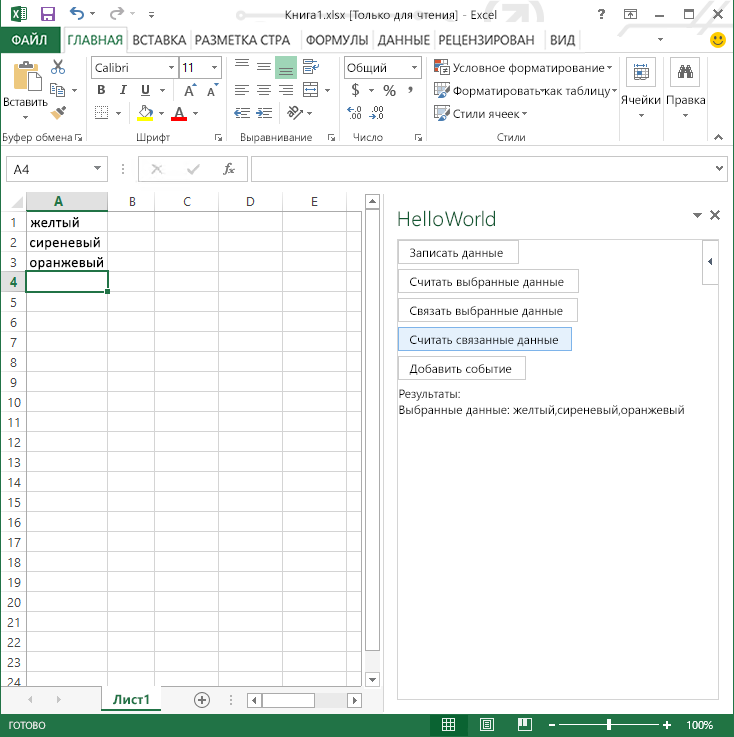 Книга1.xlsx [Только для чтения] - Excel
ФАЙЛ ГЛАВНАЯ ВСТАВКА РАЗМЕТКА СТРА ФОРМУЛЫ ДАННЫЕ РЕЦЕНЗИРОВАН ВИД
Вставить
Буфер обмена
Calibri 11
Ж К Ч
Шрифт
Выравнивание
Общий
$ % ,
Число
Условное форматирование
Форматировать как таблицу
Стили ячеек
Стили
Ячейки
Правка
A4 fx
A B C D E
1 желтый
2 сиреневый
3 оранжевый
4
5
6
7
8
9
10
11
12
13
14
15
16
17
18
19
20
21
22
23
24
HelloWorld
Записать данные
Считать выбранные данные
Связать выбранные данные
Считать связанные данные
Добавить событие
Результаты:
Выбранные данные: желтый,сиреневый,оранжевый
Лист1
ГОТОВО 100%